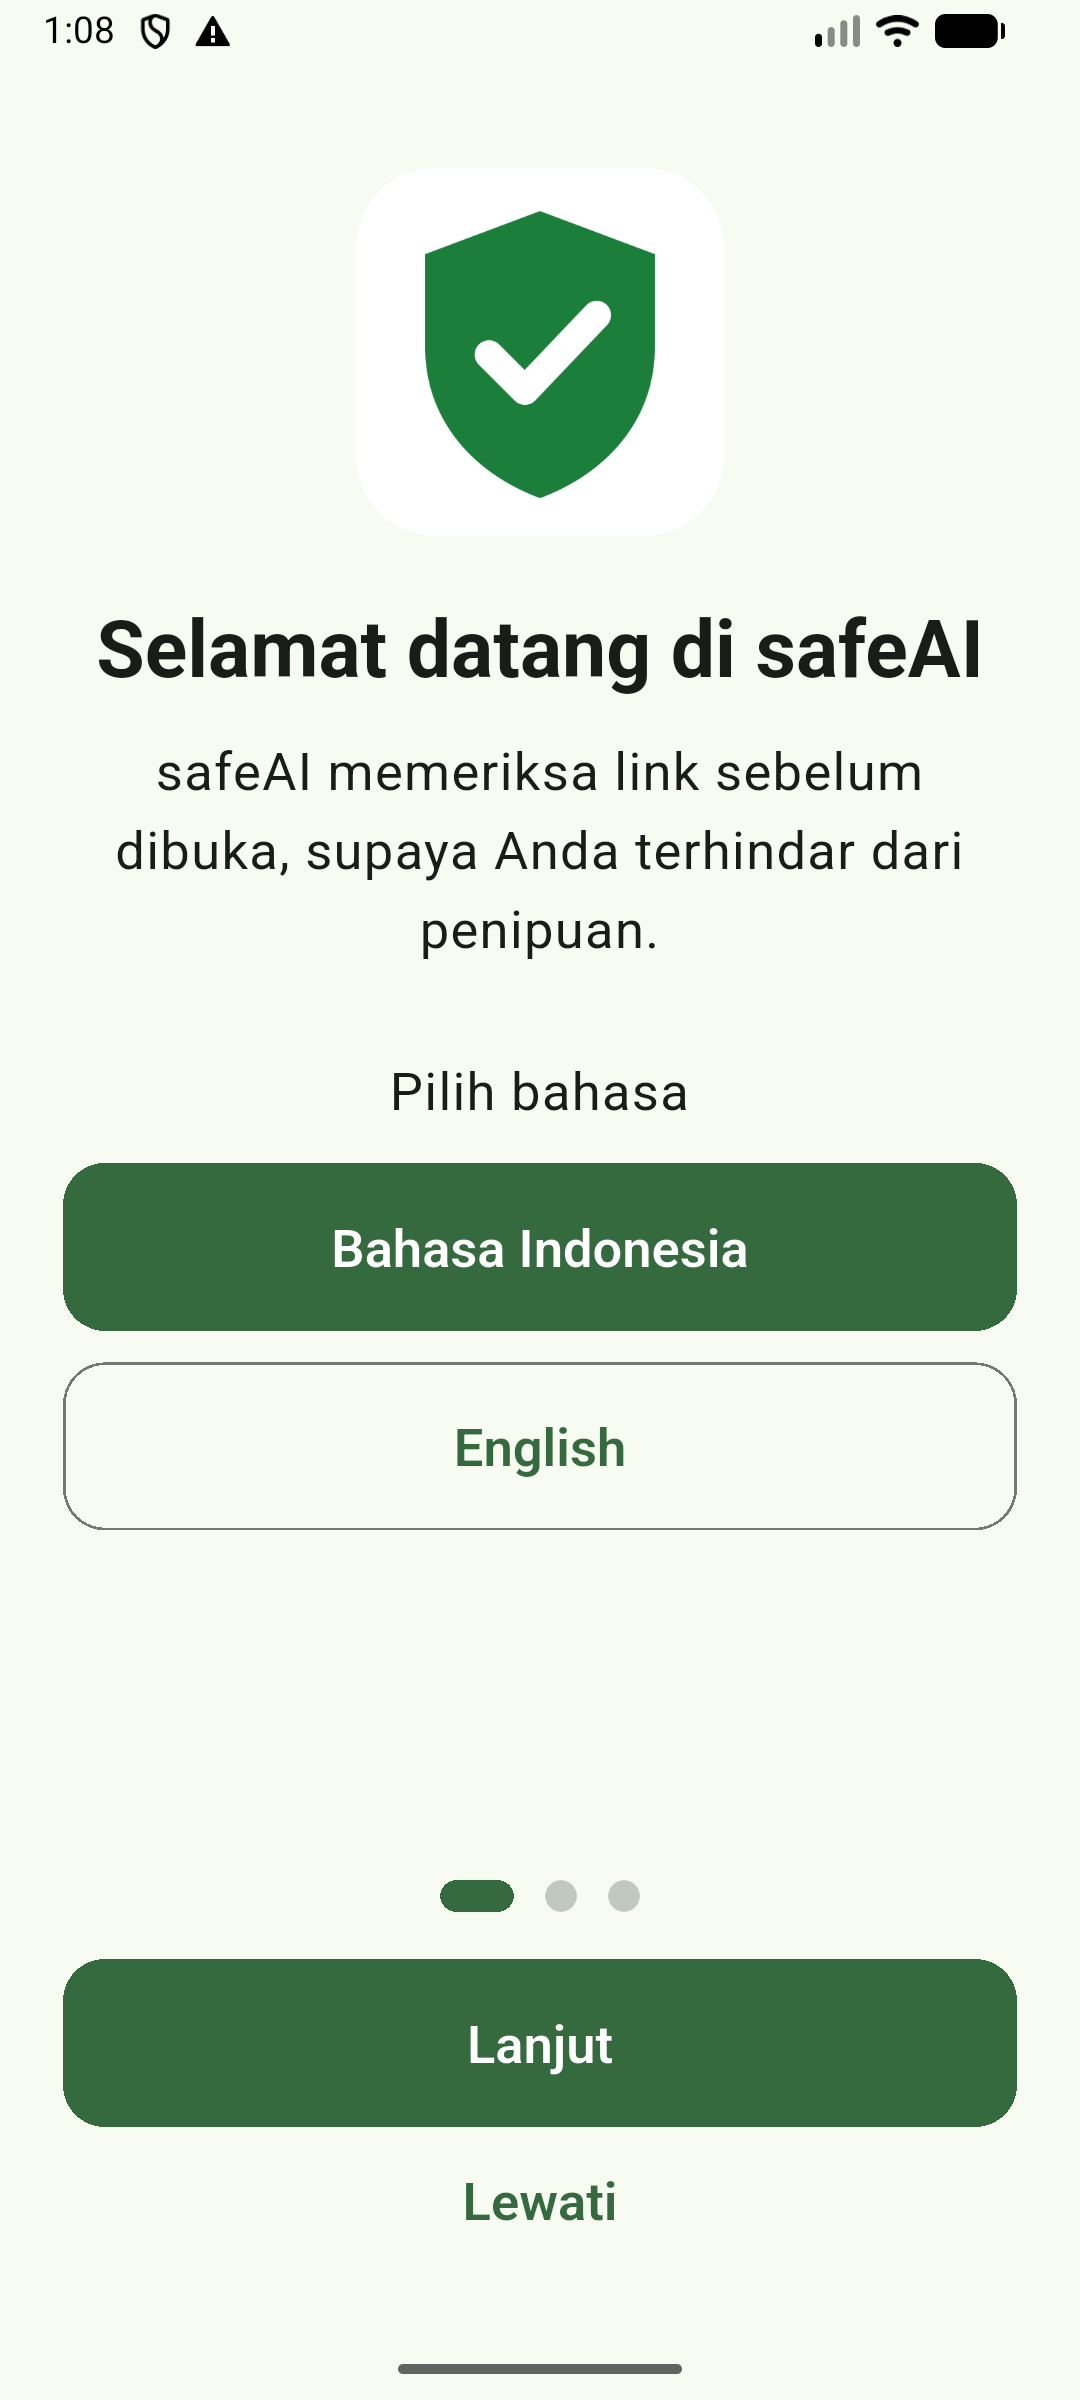 1:08
Selamat datang di safeAI
safeAI memeriksa link sebelum
dibuka, supaya Anda terhindar dari
penipuan.
Pilih bahasa
Bahasa Indonesia
English
Lanjut
Lewati